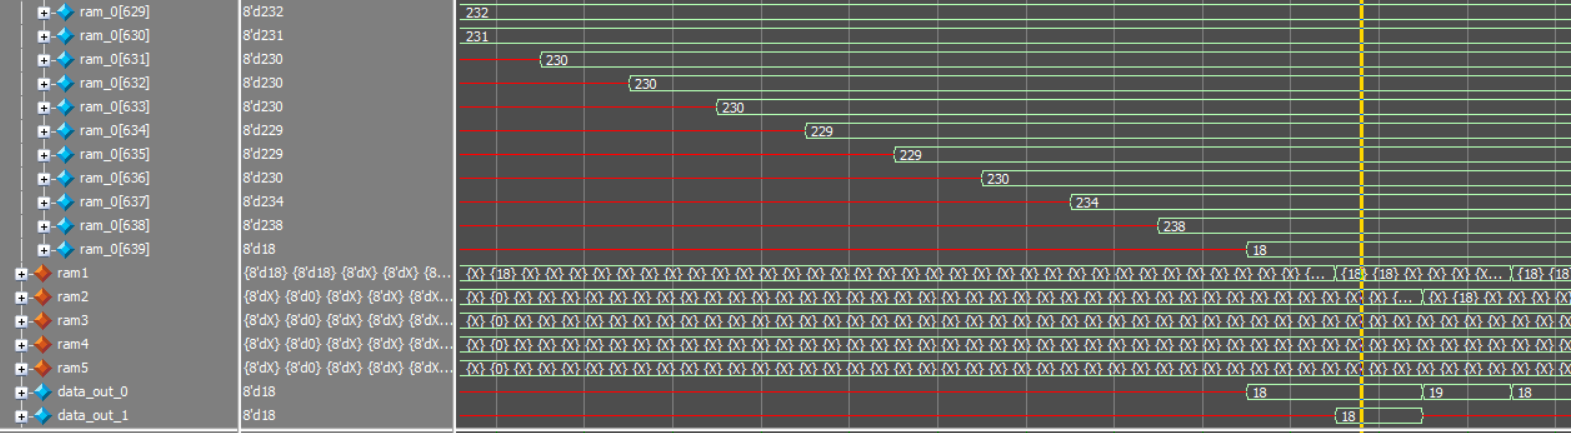 ram_0[629] 8'd232 232
ram_0[630] 8'd231 231
ram_0[631] 8'd230 230
ram_0[632] 8'd230 230
ram_0[633] 8'd230 230
ram_0[634] 8'd229 229
ram_0[635] 8'd229 229
ram_0[636] 8'd230 230
ram_0[637] 8'd234 234
ram_0[638] 8'd238 238
ram_0[639] 8'd18 18
ram1 {8'd18} {8'd18} {8'dX} {8'dX} {8... {X} {18} {X} {X} {X} {X} {X} {X} {X} {X} {X} {X} {X} {X} {X} {X} {X} {X} {X} {X} {X} {X} {X} {X} {X} {X} {X} {X} {X} {X} {X} {X} {X} {X} {X} {... {18} {18} {X} {X} {X} {X... {18} {18
ram2 {8'dX} {8'd0} {8'dX} {8'dX} {8'dX... {X} {0} {X} {X} {X} {X} {X} {X} {X} {X} {X} {X} {X} {X} {X} {X} {X} {X} {X} {X} {X} {X} {X} {X} {X} {X} {X} {X} {X} {X} {X} {X} {X} {X} {X} {X} {X} {X} {X} {... {X} {18} {X} {X} {X} {X
ram3 {8'dX} {8'd0} {8'dX} {8'dX} {8'dX... {X} {0} {X} {X} {X} {X} {X} {X} {X} {X} {X} {X} {X} {X} {X} {X} {X} {X} {X} {X} {X} {X} {X} {X} {X} {X} {X} {X} {X} {X} {X} {X} {X} {X} {X} {X} {X} {X} {X} {X} {X} {X} {X} {X} {X} {X} {X
ram4 {8'dX} {8'd0} {8'dX} {8'dX} {8'dX... {X} {0} {X} {X} {X} {X} {X} {X} {X} {X} {X} {X} {X} {X} {X} {X} {X} {X} {X} {X} {X} {X} {X} {X} {X} {X} {X} {X} {X} {X} {X} {X} {X} {X} {X} {X} {X} {X} {X} {X} {X} {X} {X} {X} {X} {X} {X
ram5 {8'dX} {8'd0} {8'dX} {8'dX} {8'dX... {X} {0} {X} {X} {X} {X} {X} {X} {X} {X} {X} {X} {X} {X} {X} {X} {X} {X} {X} {X} {X} {X} {X} {X} {X} {X} {X} {X} {X} {X} {X} {X} {X} {X} {X} {X} {X} {X} {X} {X} {X} {X} {X} {X} {X} {X} {X
data_out_0 8'd18 18 19 18
data_out_1 8'd18 18